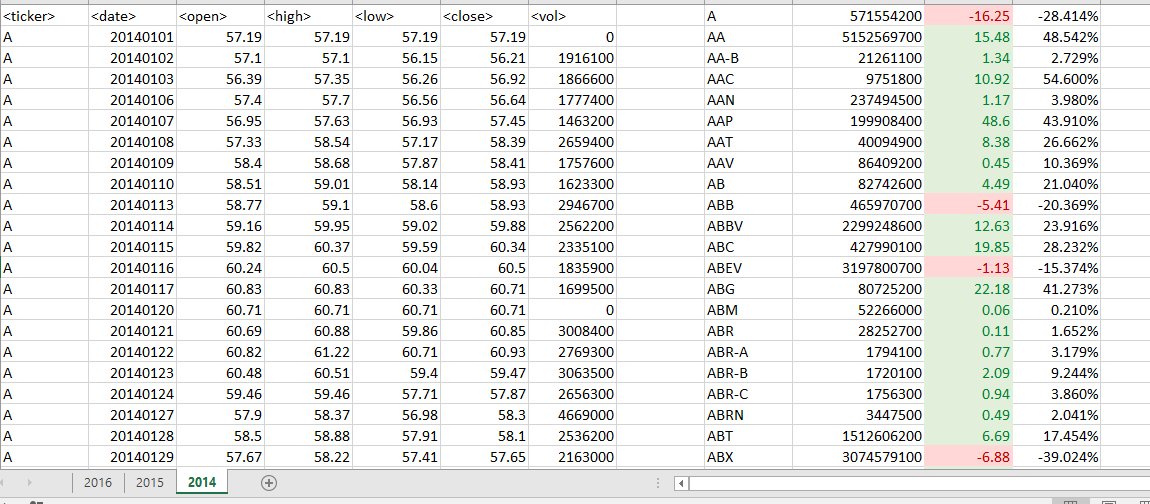 <ticker> <date> <open> <high> <low> <close> <vol> A 571554200 -16.25 -28.414%
A 20140101 57.19 57.19 57.19 57.19 0 AA 5152569700 15.48 48.542%
A 20140102 57.1 57.1 56.15 56.21 1916100 AA-B 21261100 1.34 2.729%
A 20140103 56.39 57.35 56.26 56.92 1866600 AAC 9751800 10.92 54.600%
A 20140106 57.4 57.7 56.56 56.64 1777400 AAN 237494500 1.17 3.980%
A 20140107 56.95 57.63 56.93 57.45 1463200 AAP 199908400 48.6 43.910%
A 20140108 57.33 58.54 57.17 58.39 2659400 AAT 40094900 8.38 26.662%
A 20140109 58.4 58.68 57.87 58.41 1757600 AAV 86409200 0.45 10.369%
A 20140110 58.51 59.01 58.14 58.93 1623300 AB 82742600 4.49 21.040%
A 20140113 58.77 59.1 58.6 58.93 2946700 ABB 465970700 -5.41 -20.369%
A 20140114 59.16 59.95 59.02 59.88 2562200 ABBV 2299248600 12.63 23.916%
A 20140115 59.82 60.37 59.59 60.34 2335100 ABC 427990100 19.85 28.232%
A 20140116 60.24 60.5 60.04 60.5 1835900 ABEV 3197800700 -1.13 -15.374%
A 20140117 60.83 60.83 60.33 60.71 1699500 ABG 80725200 22.18 41.273%
A 20140120 60.71 60.71 60.71 60.71 0 ABM 52266000 0.06 0.210%
A 20140121 60.69 60.88 59.86 60.85 3008400 ABR 28252700 0.11 1.652%
A 20140122 60.82 61.22 60.71 60.93 2769300 ABR-A 1794100 0.77 3.179%
A 20140123 60.48 60.51 59.4 59.47 3063500 ABR-B 1720100 2.09 9.244%
A 20140124 59.46 59.46 57.71 57.87 2656300 ABR-C 1756300 0.94 3.860%
A 20140127 57.9 58.37 56.98 58.3 4669000 ABRN 3447500 0.49 2.041%
A 20140128 58.5 58.88 57.91 58.1 2536200 ABT 1512606200 6.69 17.454%
A 20140129 57.67 58.22 57.41 57.65 2163000 ABX 3074579100 -6.88 -39.024%
2016 2015 2014